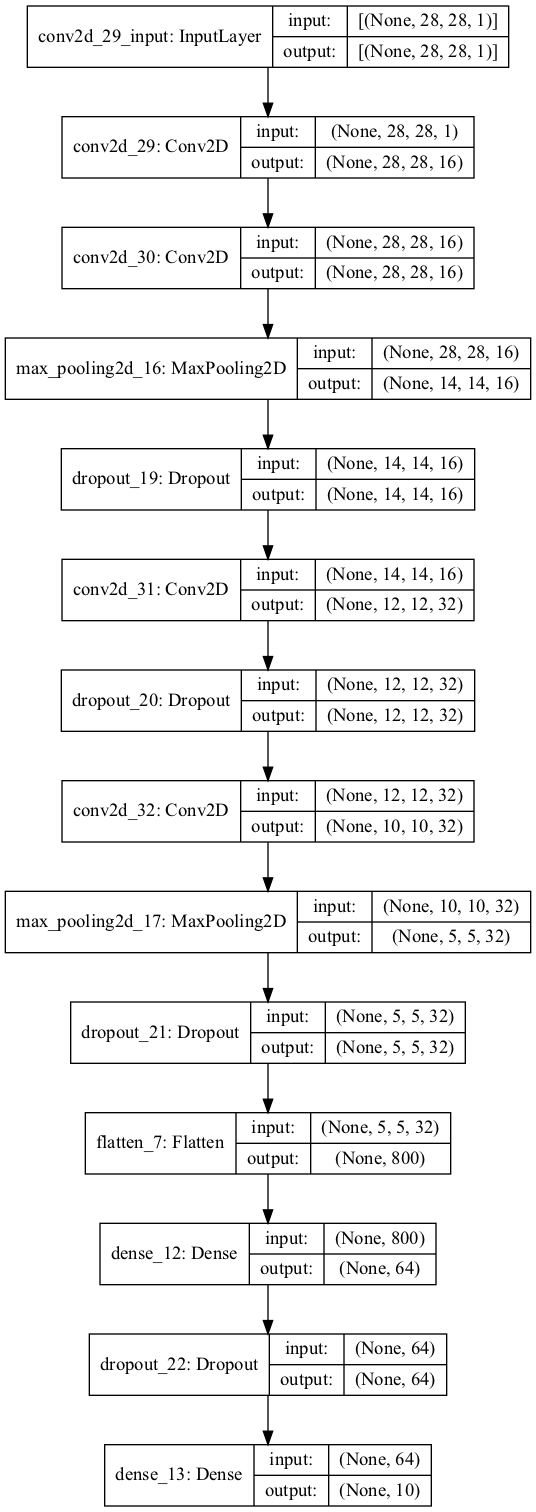 conv2d_29_input: InputLayer
input: [(None, 28, 28, 1)]
output: [(None, 28, 28, 1)]
conv2d_29: Conv2D
input: (None, 28, 28, 1)
output: (None, 28, 28, 16)
conv2d_30: Conv2D
input: (None, 28, 28, 16)
output: (None, 28, 28, 16)
max_pooling2d_16: MaxPooling2D
input: (None, 28, 28, 16)
output: (None, 14, 14, 16)
dropout_19: Dropout
input: (None, 14, 14, 16)
output: (None, 14, 14, 16)
conv2d_31: Conv2D
input: (None, 14, 14, 16)
output: (None, 12, 12, 32)
dropout_20: Dropout
input: (None, 12, 12, 32)
output: (None, 12, 12, 32)
conv2d_32: Conv2D
input: (None, 12, 12, 32)
output: (None, 10, 10, 32)
max_pooling2d_17: MaxPooling2D
input: (None, 10, 10, 32)
output: (None, 5, 5, 32)
dropout_21: Dropout
input: (None, 5, 5, 32)
output: (None, 5, 5, 32)
flatten_7: Flatten
input: (None, 5, 5, 32)
output: (None, 800)
dense_12: Dense
input: (None, 800)
output: (None, 64)
dropout_22: Dropout
input: (None, 64)
output: (None, 64)
dense_13: Dense
input: (None, 64)
output: (None, 10)